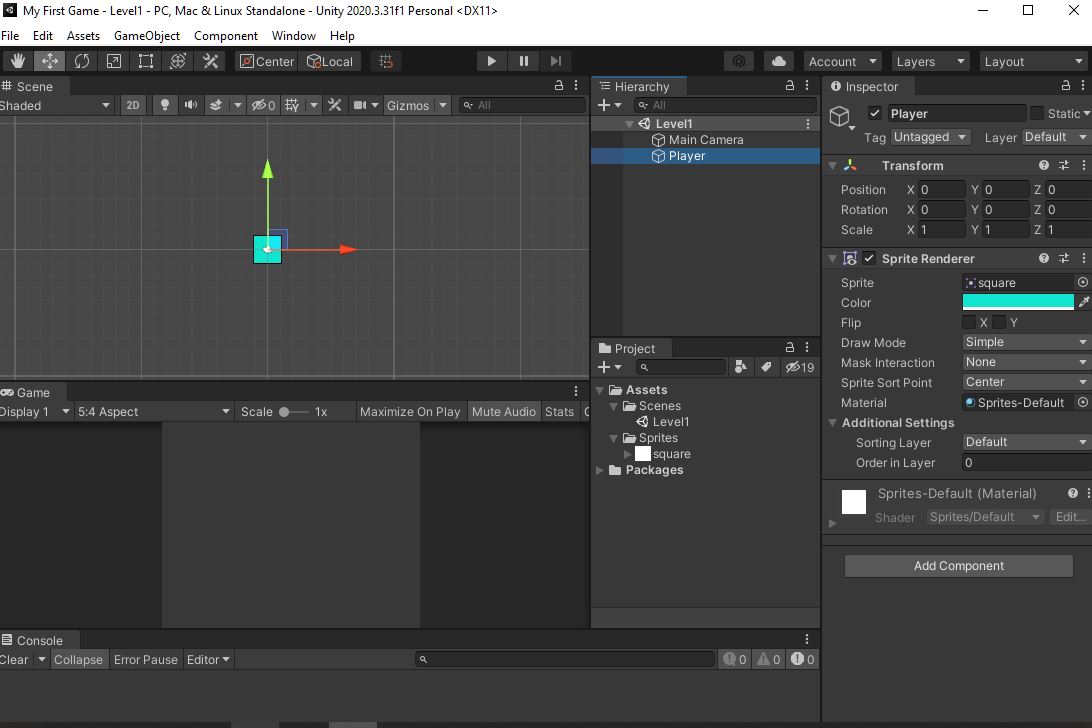 My First Game - Level1 - PC, Mac & Linux Standalone - Unity 2020.3.31f1 Personal <DX11>
File Edit Assets GameObject Component Window Help
Center Local Account Layers Layout
Scene
Shaded 2D 0 Gizmos All
Hierarchy
All
Level1
Main Camera
Player
Project
19
Assets
Scenes
Level1
Sprites
square
Packages
Inspector
Player Static
Tag Untagged Layer Default
Transform
Position X 0 Y 0 Z 0
Rotation X 0 Y 0 Z 0
Scale X 1 Y 1 Z 1
Sprite Renderer
Sprite square
Color
Flip X Y
Draw Mode Simple
Mask Interaction None
Sprite Sort Point Center
Material Sprites-Default
Additional Settings
Sorting Layer Default
Order in Layer 0
Sprites-Default (Material)
Shader Sprites/Default Edit...
Add Component
Game
Display 1 5:4 Aspect Scale 1x Maximize On Play Mute Audio Stats
Console
Clear Collapse Error Pause Editor 0 0 0